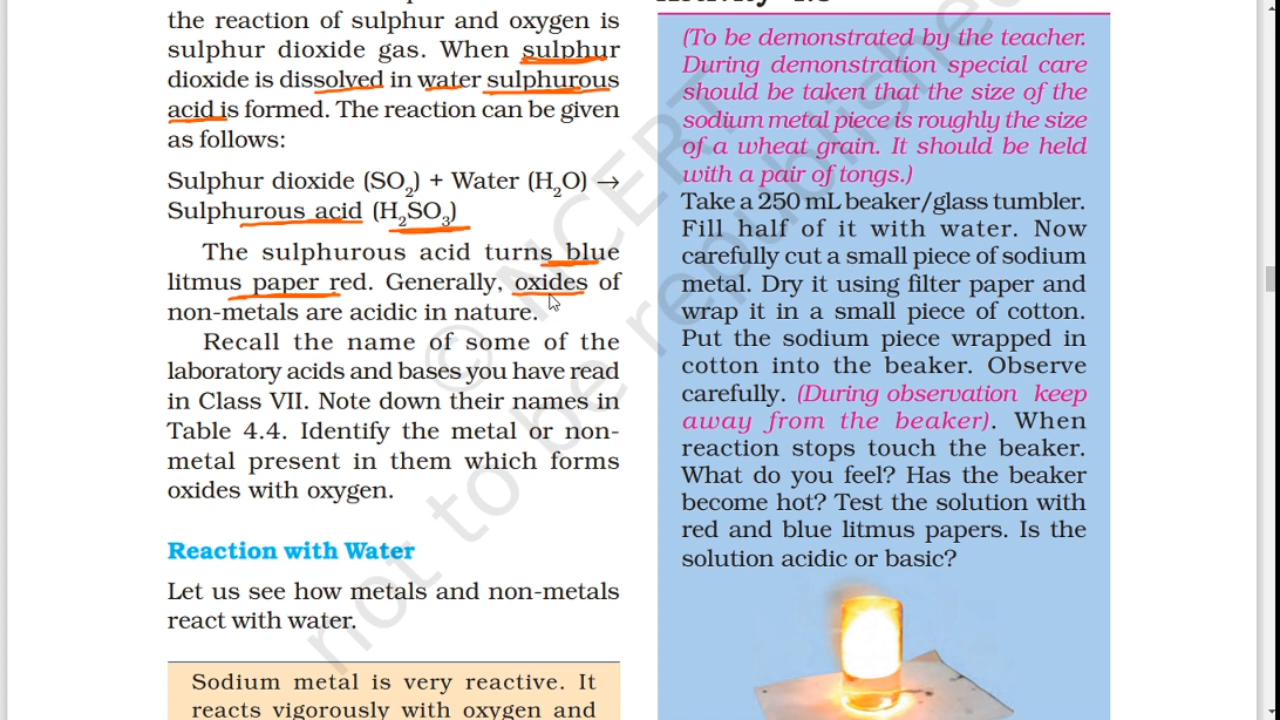 the reaction of sulphur and oxygen is
sulphur dioxide gas. When sulphur
dioxide is dissolved in water sulphurous
acid is formed. The reaction can be given
as follows:
Sulphur dioxide (SO₂) + Water (H₂O) →
Sulphurous acid (H₂SO₃)
The sulphurous acid turns blue
litmus paper red. Generally, oxides of
non-metals are acidic in nature.
Recall the name of some of the
laboratory acids and bases you have read
in Class VII. Note down their names in
Table 4.4. Identify the metal or non-
metal present in them which forms
oxides with oxygen.
Reaction with Water
Let us see how metals and non-metals
react with water.
Sodium metal is very reactive. It
reacts vigorously with oxygen and
(To be demonstrated by the teacher.
During demonstration special care
should be taken that the size of the
sodium metal piece is roughly the size
of a wheat grain. It should be held
with a pair of tongs.)
Take a 250 mL beaker/glass tumbler.
Fill half of it with water. Now
carefully cut a small piece of sodium
metal. Dry it using filter paper and
wrap it in a small piece of cotton.
Put the sodium piece wrapped in
cotton into the beaker. Observe
carefully. (During observation keep
away from the beaker). When
reaction stops touch the beaker.
What do you feel? Has the beaker
become hot? Test the solution with
red and blue litmus papers. Is the
solution acidic or basic?
© NCERT
not to be republished